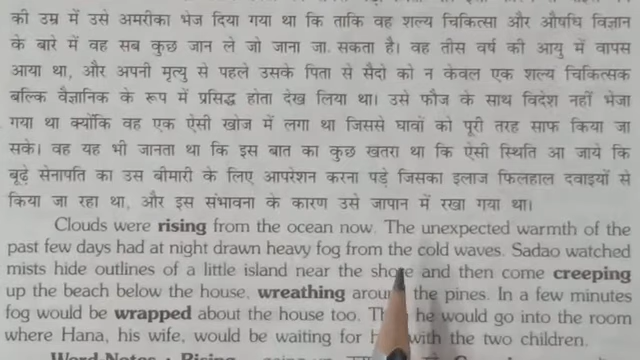 की उम्र में उसे अमरीका भेज दिया गया था कि ताकि वह शल्य चिकित्सा और औषधि विज्ञान
के बारे में वह सब कुछ जान ले जो जाना जा. सकता है। वह तीस वर्ष की आयु में वापस
आया था, और अपनी मृत्यु से पहले उसके पिता से सैदो को न केवल एक शल्य चिकित्सक
बल्कि वैज्ञानिक के रूप में प्रसिद्ध होता देख लिया था। उसे फौज के साथ विदेश नहीं भेजा
गया था क्योंकि वह एक ऐसी खोज में लगा था जिससे घावों को पूरी तरह साफ किया जा
सके। वह यह भी जानता था कि इस बात का कुछ खतरा था कि ऐसी स्थिति आ जाये कि
बूढ़े सेनापति का उस बीमारी के लिए आपरेशन करना पड़े जिसका इलाज फिलहाल दवाइयों से
किया जा रहा था, और इस संभावना के कारण उसे जापान में रखा गया था।
Clouds were rising from the ocean now. The unexpected warmth of the
past few days had at night drawn heavy fog from the cold waves. Sadao watched
mists hide outlines of a little island near the shore and then come creeping
up the beach below the house, wreathing around the pines. In a few minutes
fog would be wrapped about the house too. he would go into the room
where Hana, his wife, would be waiting for with the two children.
Word-Notes : Rising